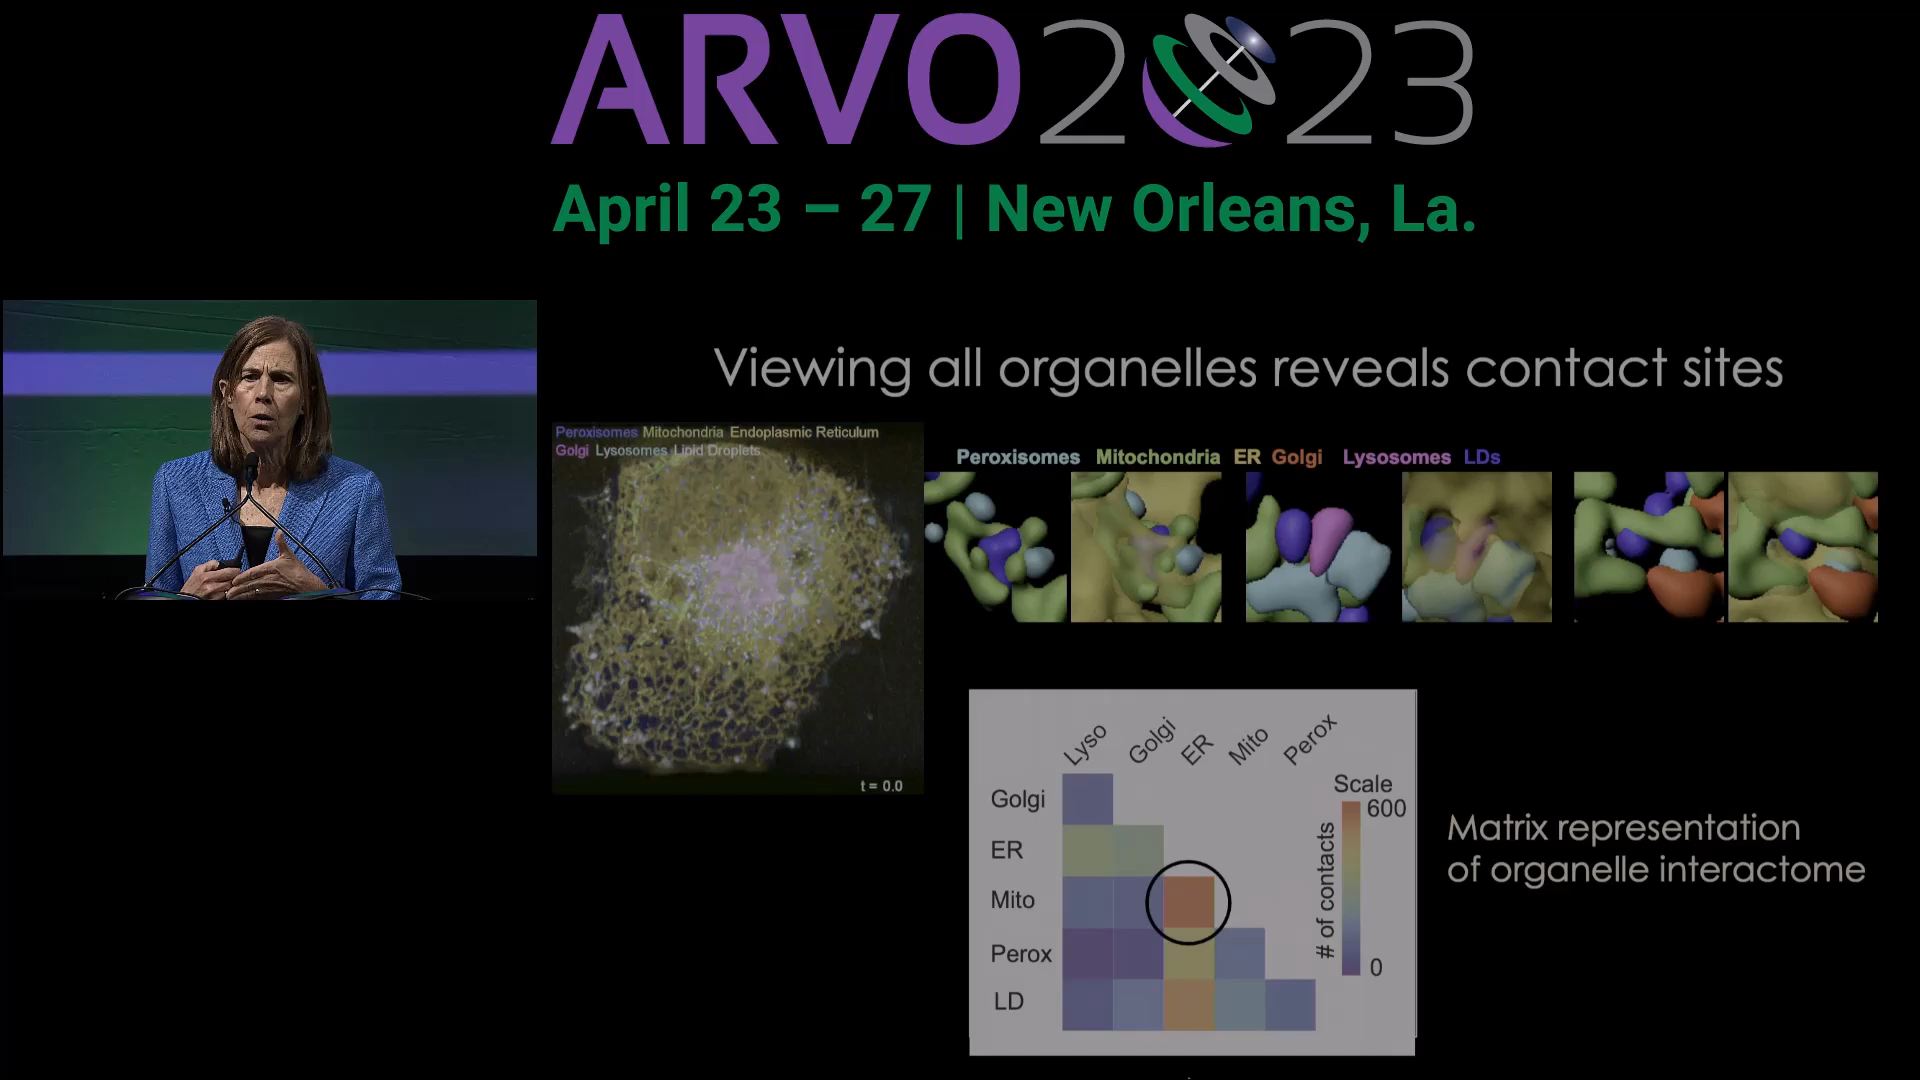 ARVO2023
April 23 – 27 | New Orleans, La.
Viewing all organelles reveals contact sites
Peroxisomes Mitochondria Endoplasmic Reticulum
Golgi Lysosomes Lipid Droplets
t = 0.0
Peroxisomes Mitochondria ER Golgi Lysosomes LDs
Lyso Golgi ER Mito Perox
Golgi
ER
Mito
Perox
LD
Scale
600
# of contacts
0
Matrix representation
of organelle interactome